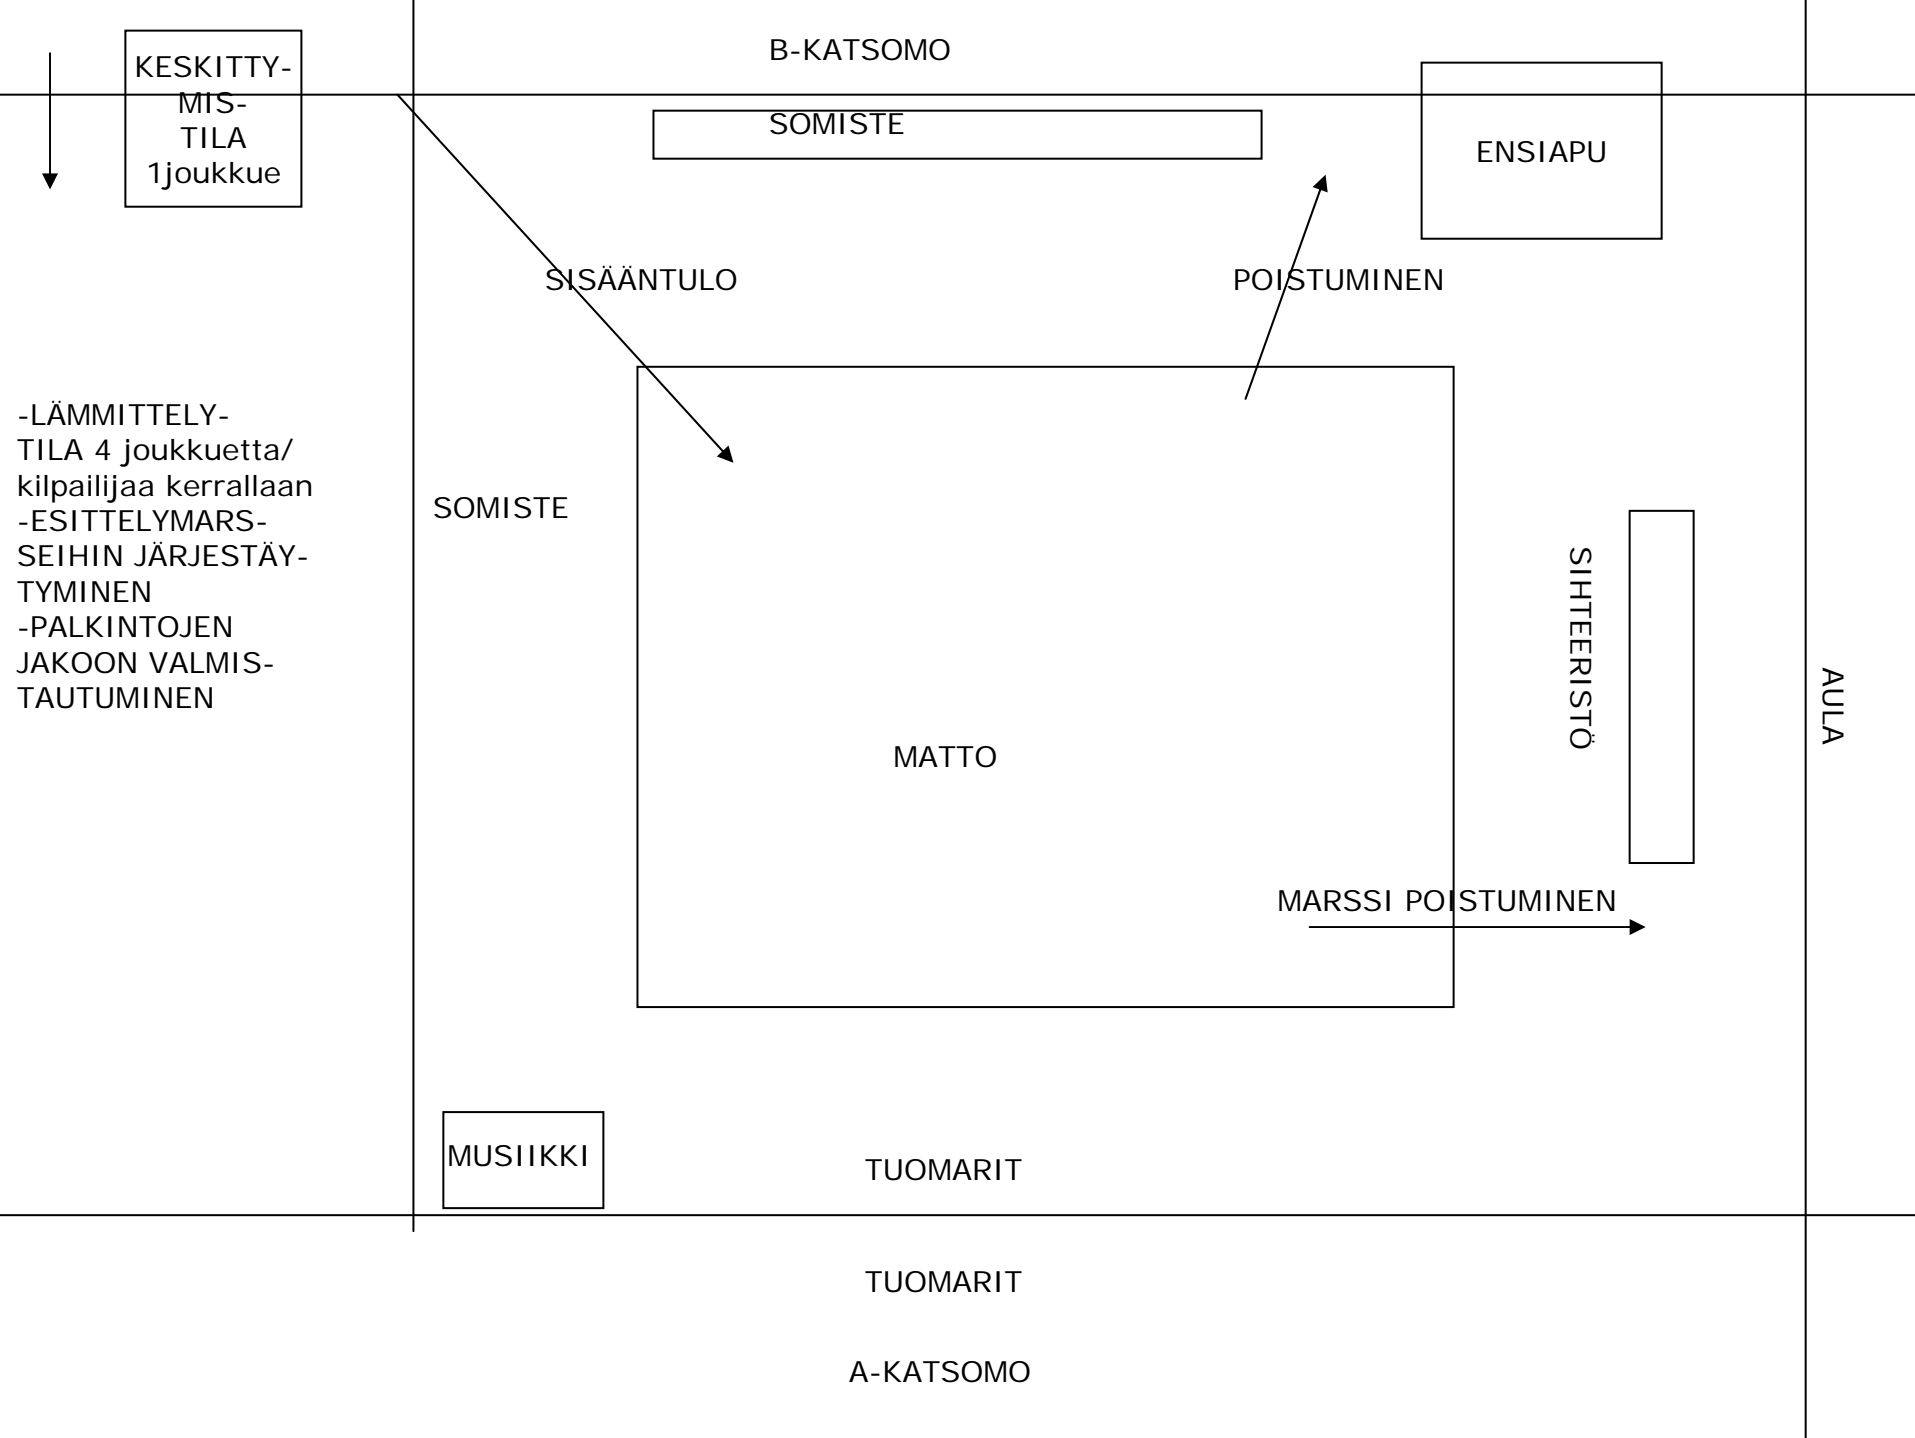 B-KATSOMO
KESKITTY-
MIS-
TILA
1joukkue
SOMISTE
ENSIAPU
SISÄÄNTULO
POISTUMINEN
-LÄMMITTELY-
TILA 4 joukkuetta/
kilpailijaa kerrallaan
-ESITTELYMARS-
SEIHIN JÄRJESTÄY-
TYMINEN
-PALKINTOJEN
JAKOON VALMIS-
TAUTUMINEN
SOMISTE
SIHTEERISTÖ
AULA
MATTO
MARSSI POISTUMINEN
MUSIIKKI
TUOMARIT
TUOMARIT
A-KATSOMO